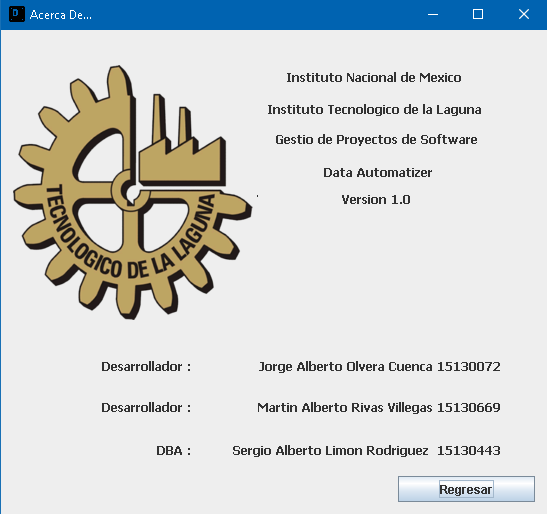 Acerca De...
Instituto Nacional de Mexico
Instituto Tecnologico de la Laguna
Gestio de Proyectos de Software
Data Automatizer
Version 1.0
TECNOLOGICO DE LA LAGUNA
Desarrollador : Jorge Alberto Olvera Cuenca 15130072
Desarrollador : Martin Alberto Rivas Villegas 15130669
DBA : Sergio Alberto Limon Rodriguez 15130443
Regresar